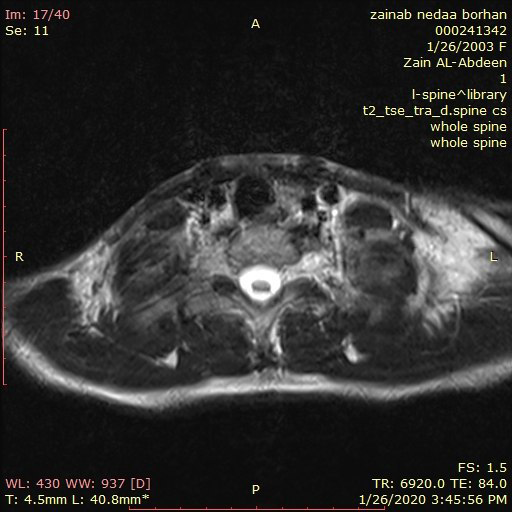 Im: 17/40
Se: 11
A
zainab nedaa borhan
000241342
1/26/2003 F
Zain AL-Abdeen
1
l-spine^library
t2_tse_tra_d.spine cs
whole spine
whole spine
R
L
WL: 430 WW: 937 [D]
T: 4.5mm L: 40.8mm*
P
FS: 1.5
TR: 6920.0 TE: 84.0
1/26/2020 3:45:56 PM